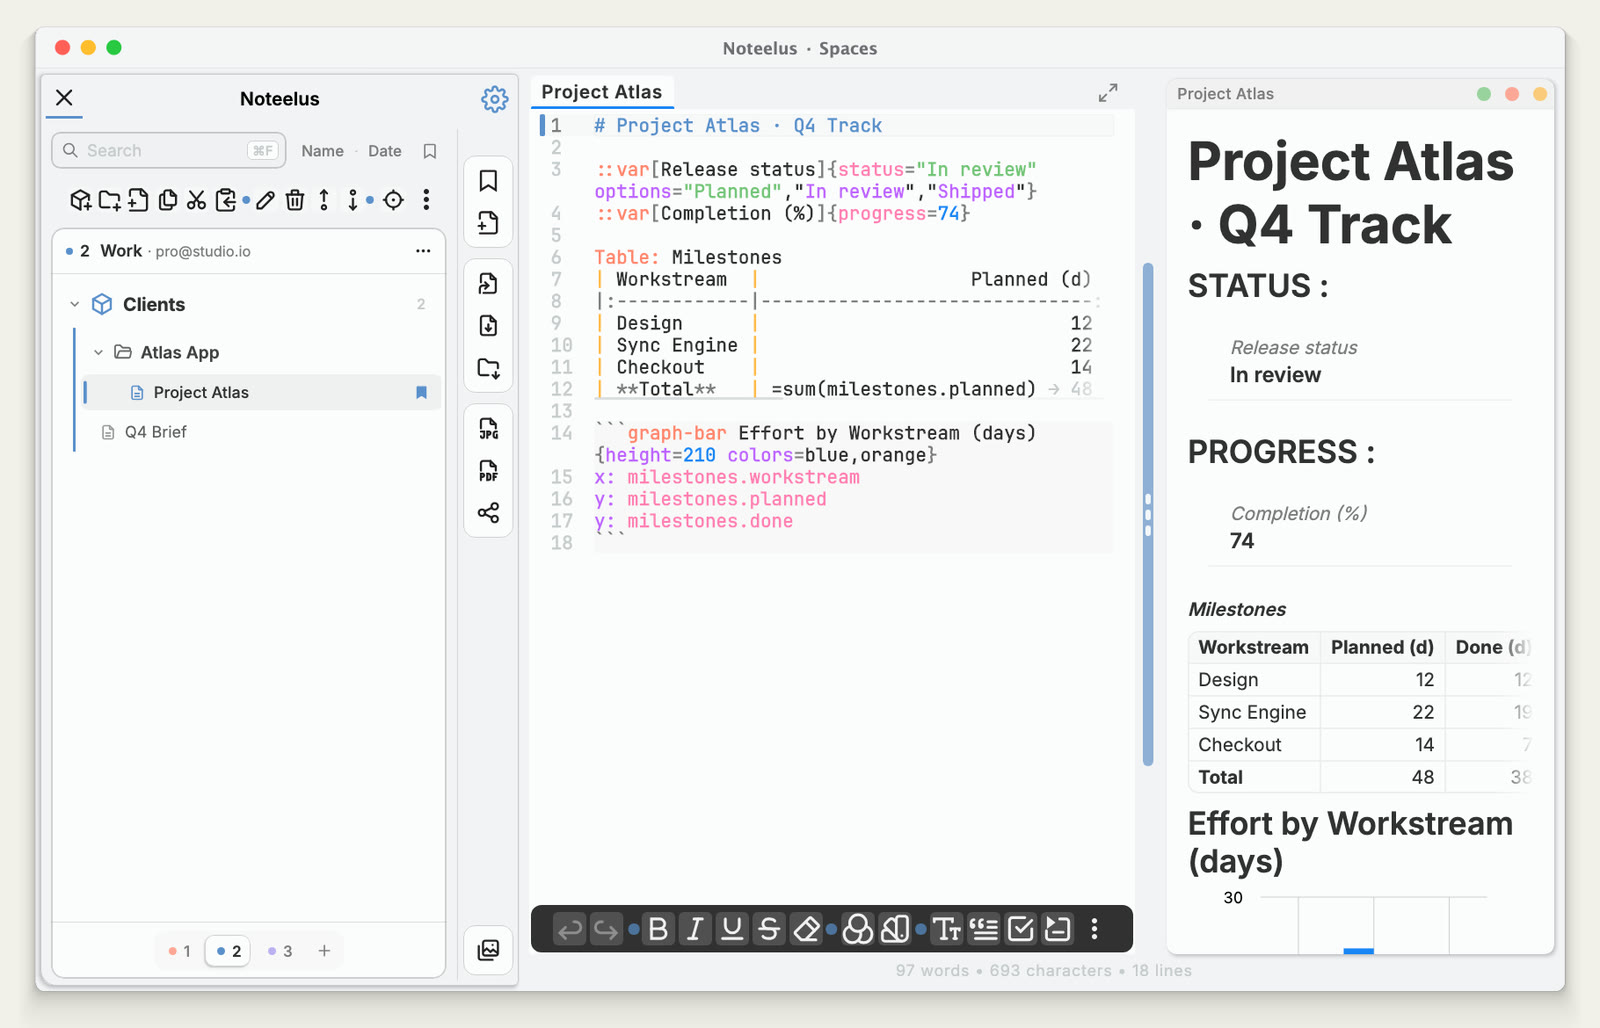 Noteelus · Spaces
Noteelus
Search ⌘F Name · Date
2 Work · pro@studio.io
Clients 2
Atlas App
Project Atlas
Q4 Brief
1 2 3 +
JPG
PDF
Project Atlas
1 # Project Atlas · Q4 Track
2
3 ::var[Release status]{status="In review"
options="Planned","In review","Shipped"}
4 ::var[Completion (%)]{progress=74}
5
6 Table: Milestones
7 | Workstream | Planned (d)
8 |:------------|------------------------------:
9 | Design | 12
10 | Sync Engine | 22
11 | Checkout | 14
12 | **Total** | =sum(milestones.planned) → 48
13
14 ```graph-bar Effort by Workstream (days)
{height=210 colors=blue,orange}
15 x: milestones.workstream
16 y: milestones.planned
17 y: milestones.done
18 ```
B I U S Tт
97 words • 693 characters • 18 lines
Project Atlas
Project Atlas
· Q4 Track
STATUS :
Release status
In review
PROGRESS :
Completion (%)
74
Milestones
Workstream Planned (d) Done (d)
Design 12 12
Sync Engine 22 19
Checkout 14 7
Total 48 38
Effort by Workstream
(days)
30